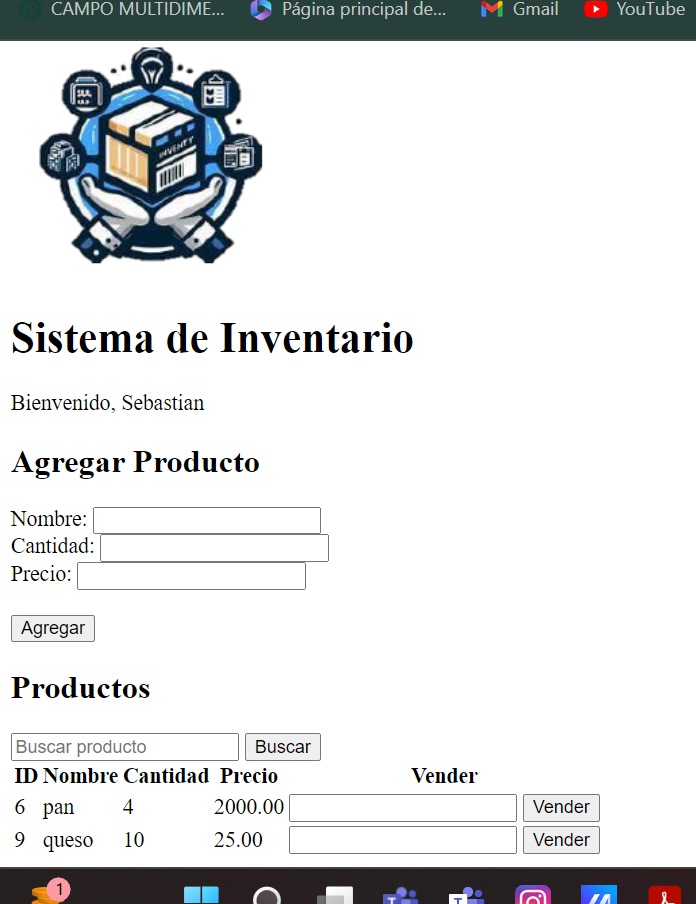 CAMPO MULTIDIME... Página principal de... Gmail YouTube
INVENTY
Sistema de Inventario
Bienvenido, Sebastian
Agregar Producto
Nombre:
Cantidad:
Precio:
Agregar
Productos
Buscar producto Buscar
ID Nombre Cantidad Precio Vender
6 pan 4 2000.00 Vender
9 queso 10 25.00 Vender
1